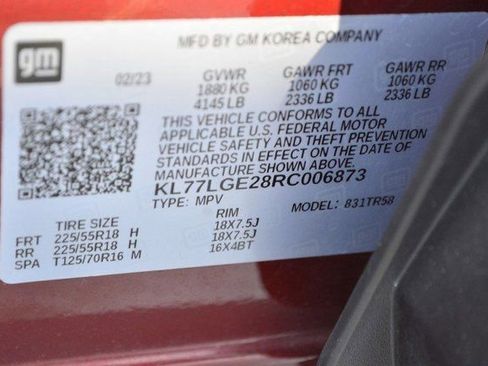 gm
MFD BY GM KOREA COMPANY
02/23 GVWR GAWR FRT GAWR RR
1880 KG 1060 KG 1060 KG
4145 LB 2336 LB 2336 LB
THIS VEHICLE CONFORMS TO ALL
APPLICABLE U.S. FEDERAL MOTOR
VEHICLE SAFETY AND THEFT PREVENTION
STANDARDS IN EFFECT ON THE DATE OF
MANUFACTURE SHOWN ABOVE.
KL77LGE28RC006873
TYPE: MPV MODEL: 831TR58
TIRE SIZE RIM
FRT 225/55R18 H 18X7.5J
RR 225/55R18 H 18X7.5J
SPA T125/70R16 M 16X4BT